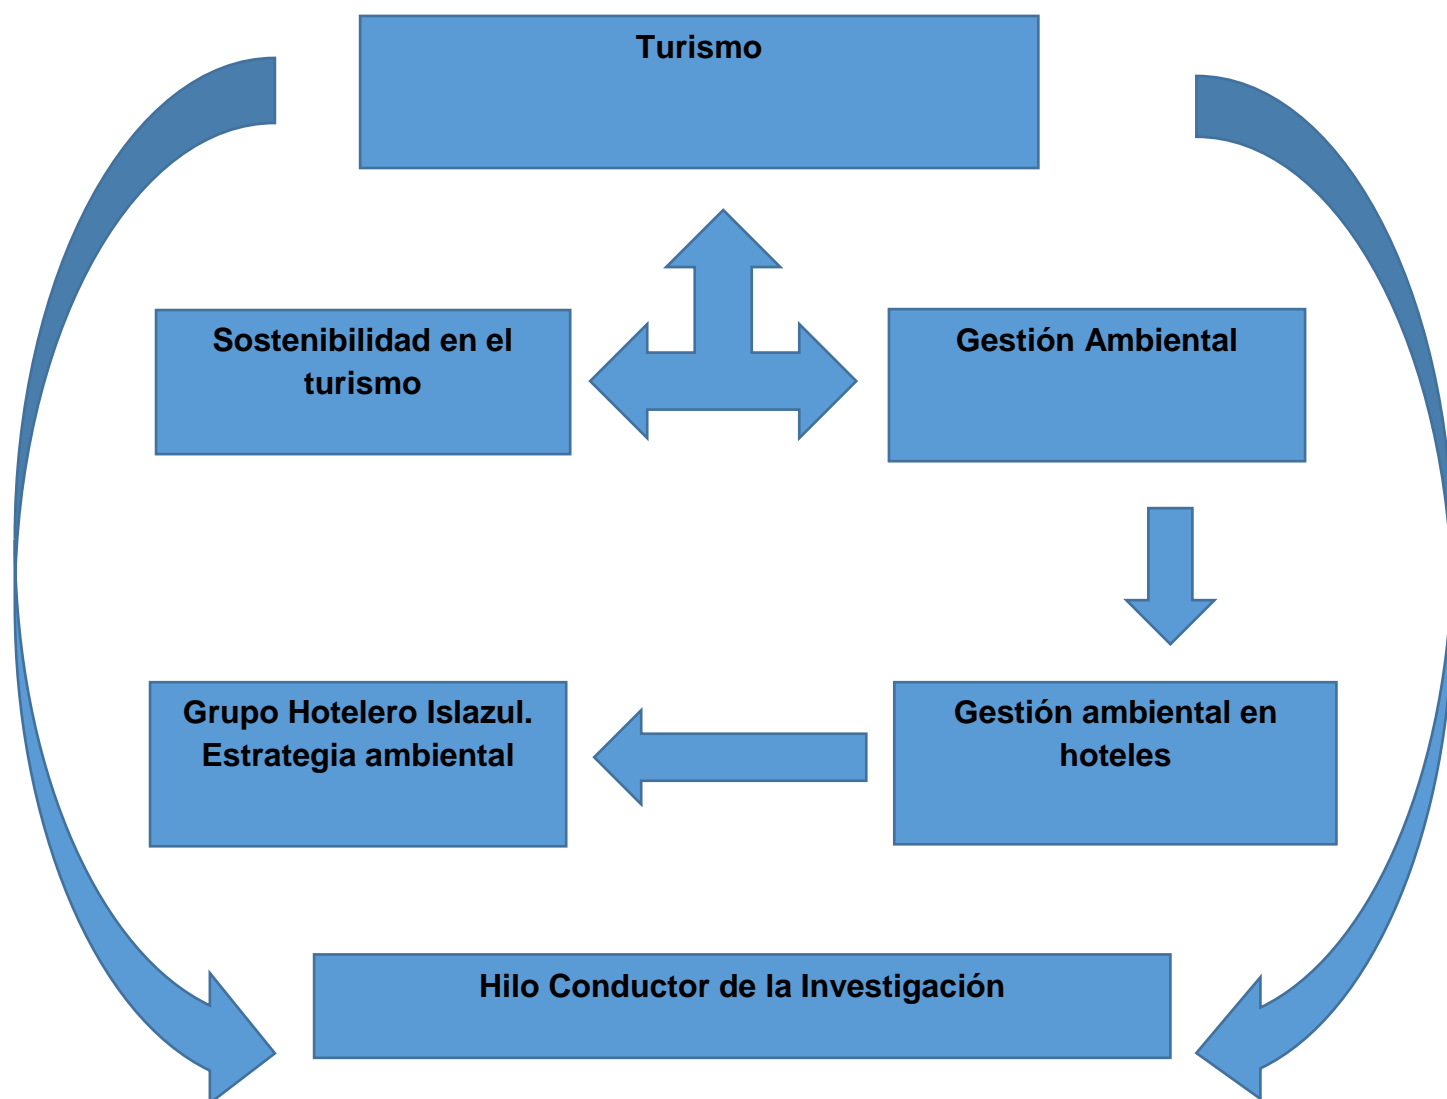 Turismo
Sostenibilidad en el
turismo
Gestión Ambiental
Grupo Hotelero Islazul.
Estrategia ambiental
Gestión ambiental en
hoteles
Hilo Conductor de la Investigación